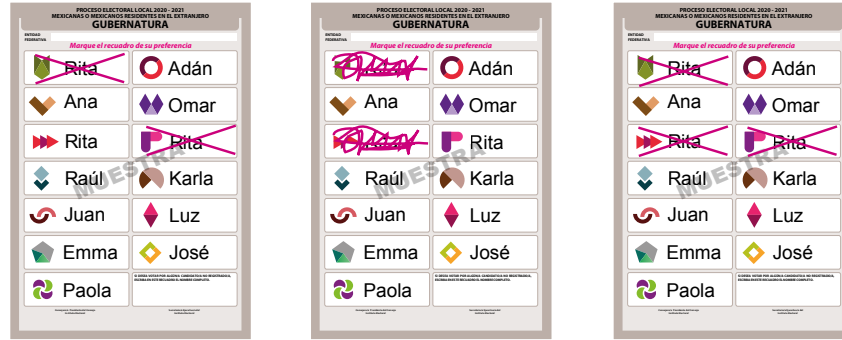 PROCESO ELECTORAL LOCAL 2020 - 2021
MEXICANAS O MEXICANOS RESIDENTES EN EL EXTRANJERO
GUBERNATURA
ENTIDAD
FEDERATIVA
Marque el recuadro de su preferencia
Rita Adán
Ana Omar
Rita Rita
Raúl Karla
Juan Luz
Emma José
Paola
MUESTRA
PROCESO ELECTORAL LOCAL 2020 - 2021
MEXICANAS O MEXICANOS RESIDENTES EN EL EXTRANJERO
GUBERNATURA
ENTIDAD
FEDERATIVA
Marque el recuadro de su preferencia
Adán
Ana Omar
Rita
Raúl Karla
Juan Luz
Emma José
Paola
MUESTRA
PROCESO ELECTORAL LOCAL 2020 - 2021
MEXICANAS O MEXICANOS RESIDENTES EN EL EXTRANJERO
GUBERNATURA
ENTIDAD
FEDERATIVA
Marque el recuadro de su preferencia
Rita Adán
Ana Omar
Rita Rita
Raúl Karla
Juan Luz
Emma José
Paola
MUESTRA